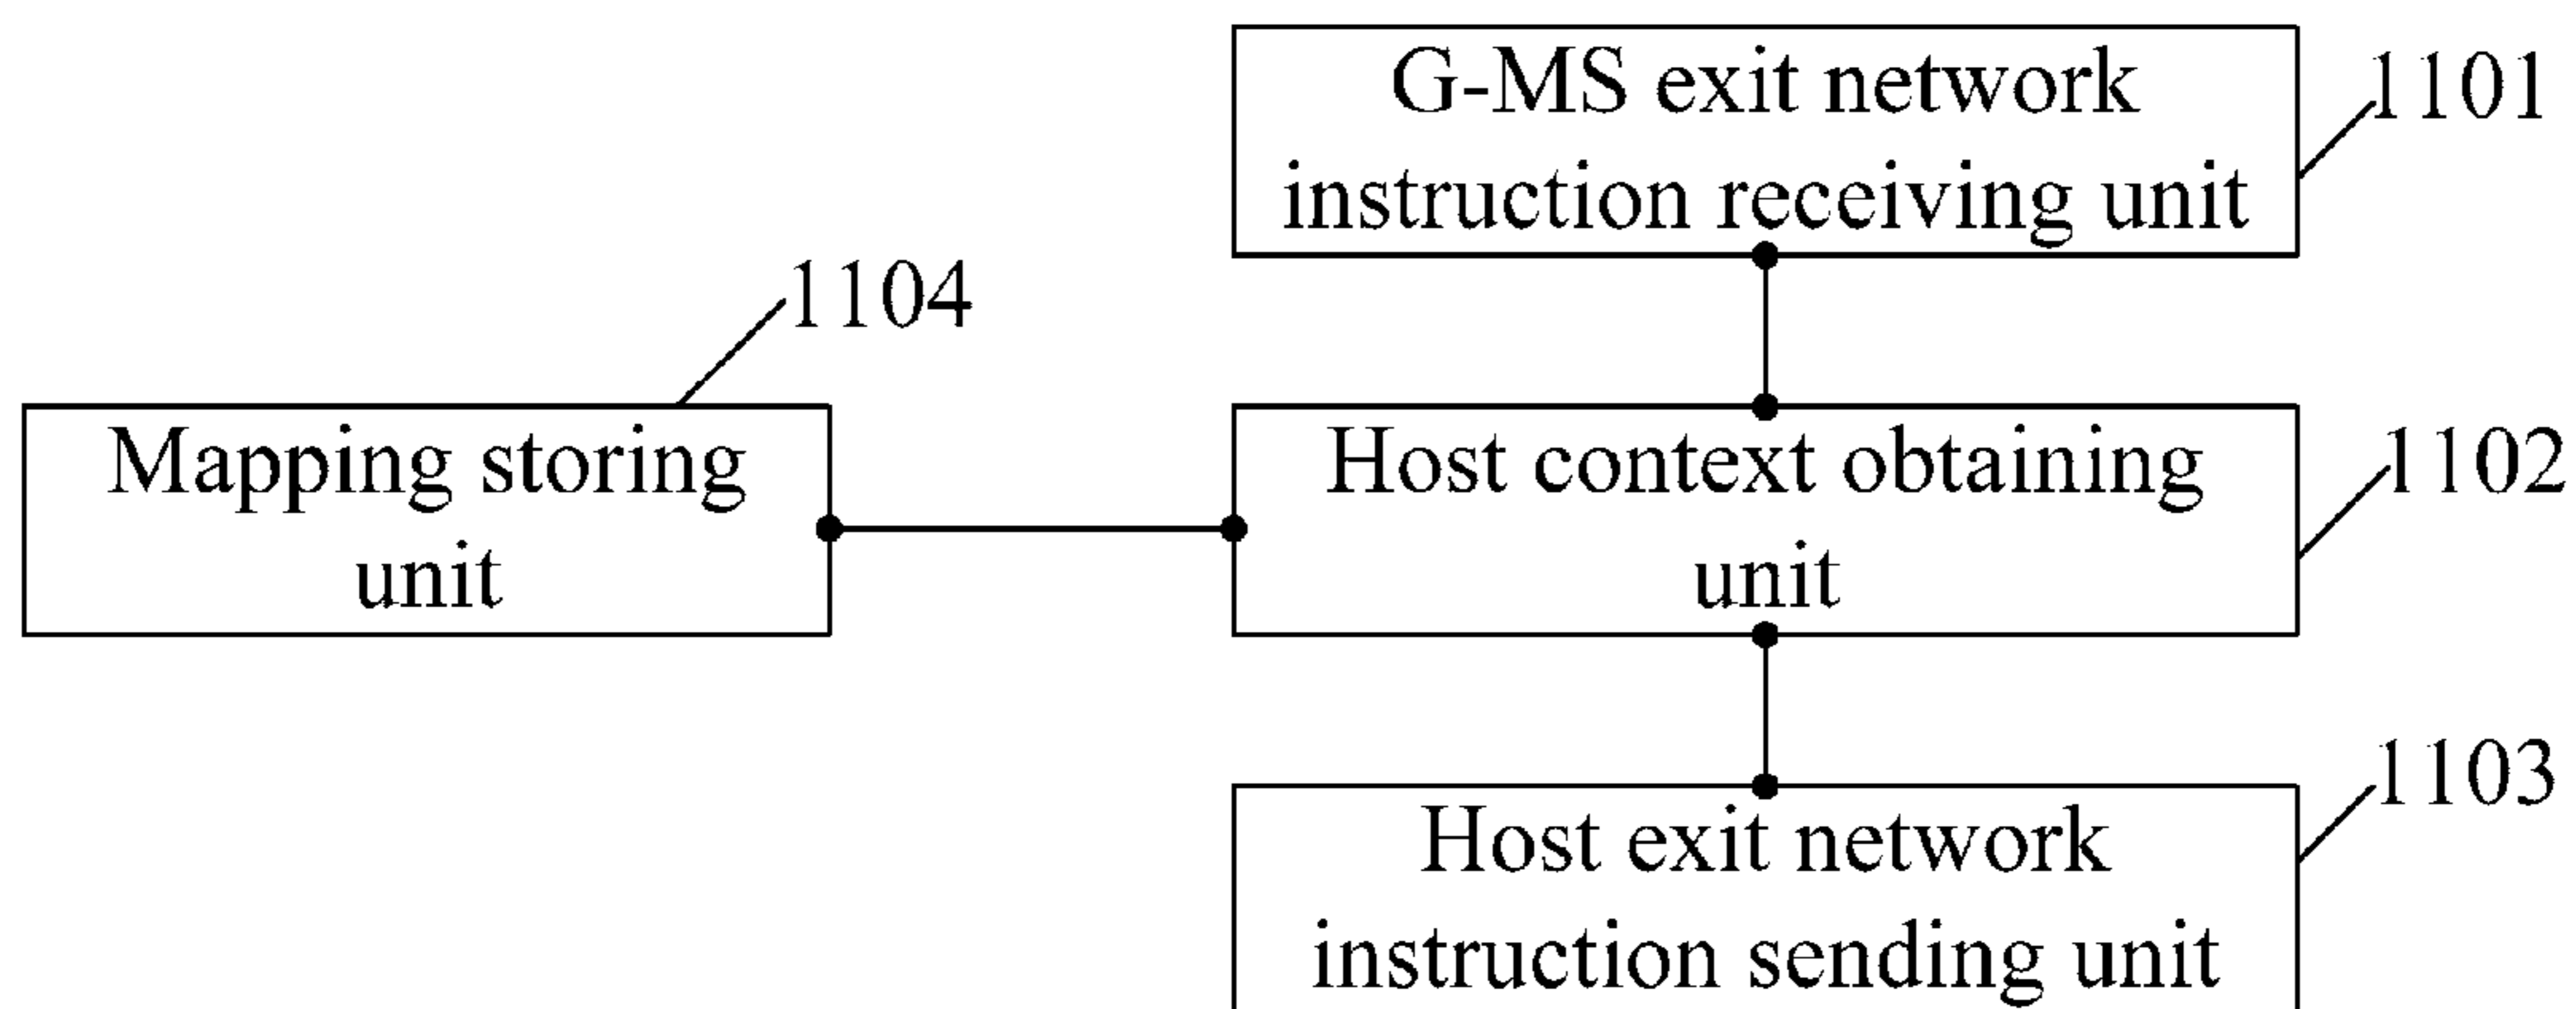 G-MS exit network
instruction receiving unit
1101
1104
Mapping storing
unit
Host context obtaining
unit
1102
Host exit network
instruction sending unit
1103